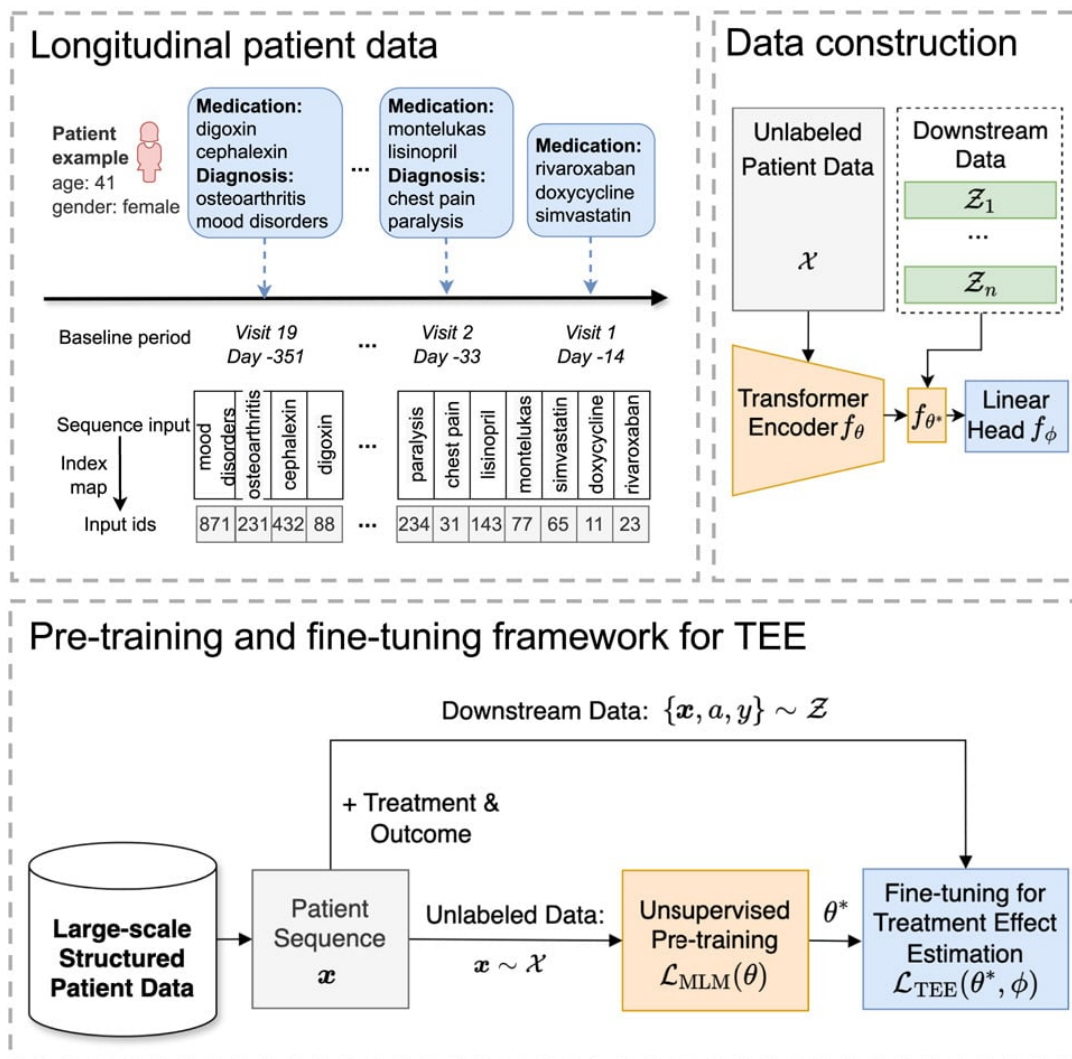 Longitudinal patient data
Patient
example
age: 41
gender: female
Medication:
digoxin
cephalexin
Diagnosis:
osteoarthritis
mood disorders
...
Medication:
montelukas
lisinopril
Diagnosis:
chest pain
paralysis
Medication:
rivaroxaban
doxycycline
simvastatin
Baseline period
Visit 19
Day -351
...
Visit 2
Day -33
Visit 1
Day -14
Sequence input
mood
disorders
osteoarthritis
cephalexin
digoxin
...
paralysis
chest pain
lisinopril
montelukas
simvastatin
doxycycline
rivaroxaban
Index
map
Input ids
871 231 432 88 ... 234 31 143 77 65 11 23
Data construction
Unlabeled
Patient Data
𝒳
Downstream
Data
𝒵₁
...
𝒵ₙ
Transformer
Encoder f_θ
f_θ*
Linear
Head f_ϕ
Pre-training and fine-tuning framework for TEE
Downstream Data: {x, a, y} ∼ 𝒵
+ Treatment &
Outcome
Large-scale
Structured
Patient Data
Patient
Sequence
x
Unlabeled Data:
x ∼ 𝒳
Unsupervised
Pre-training
ℒ_MLM(θ)
θ*
Fine-tuning for
Treatment Effect
Estimation
ℒ_TEE(θ*, ϕ)